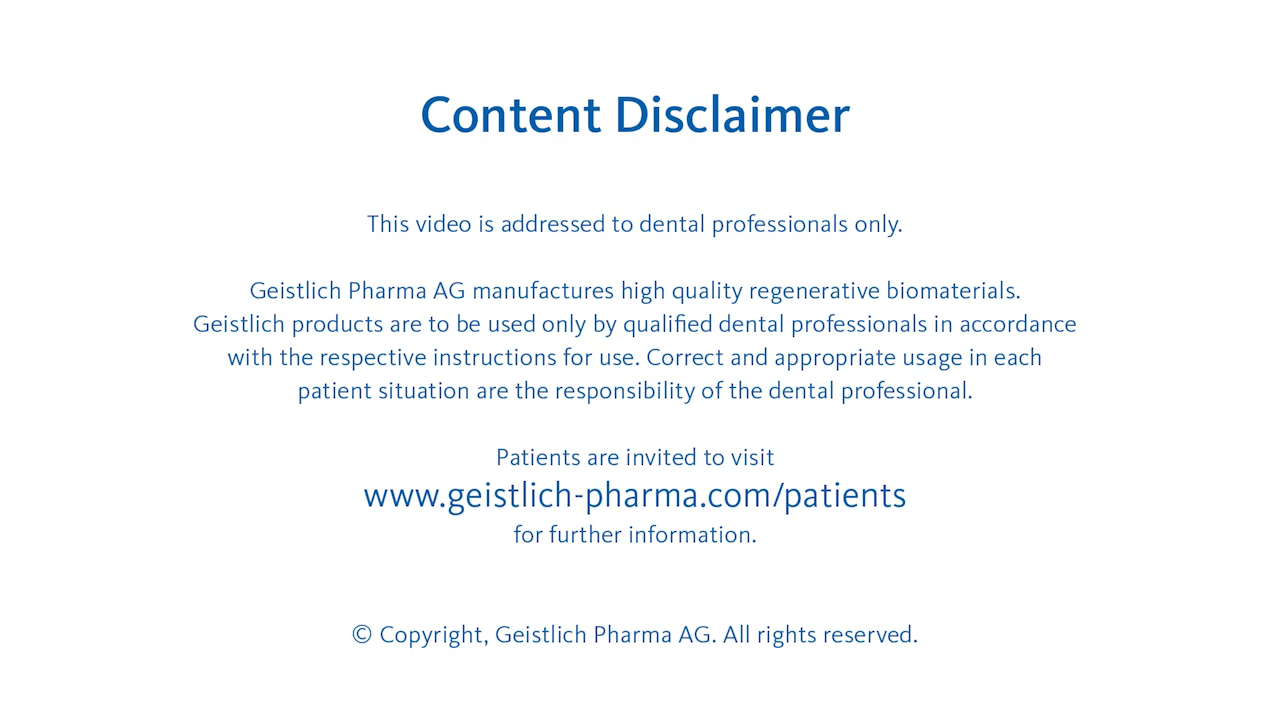 Content Disclaimer
This video is addressed to dental professionals only.
Geistlich Pharma AG manufactures high quality regenerative biomaterials.
Geistlich products are to be used only by qualified dental professionals in accordance
with the respective instructions for use. Correct and appropriate usage in each
patient situation are the responsibility of the dental professional.
Patients are invited to visit
www.geistlich-pharma.com/patients
for further information.
© Copyright, Geistlich Pharma AG. All rights reserved.